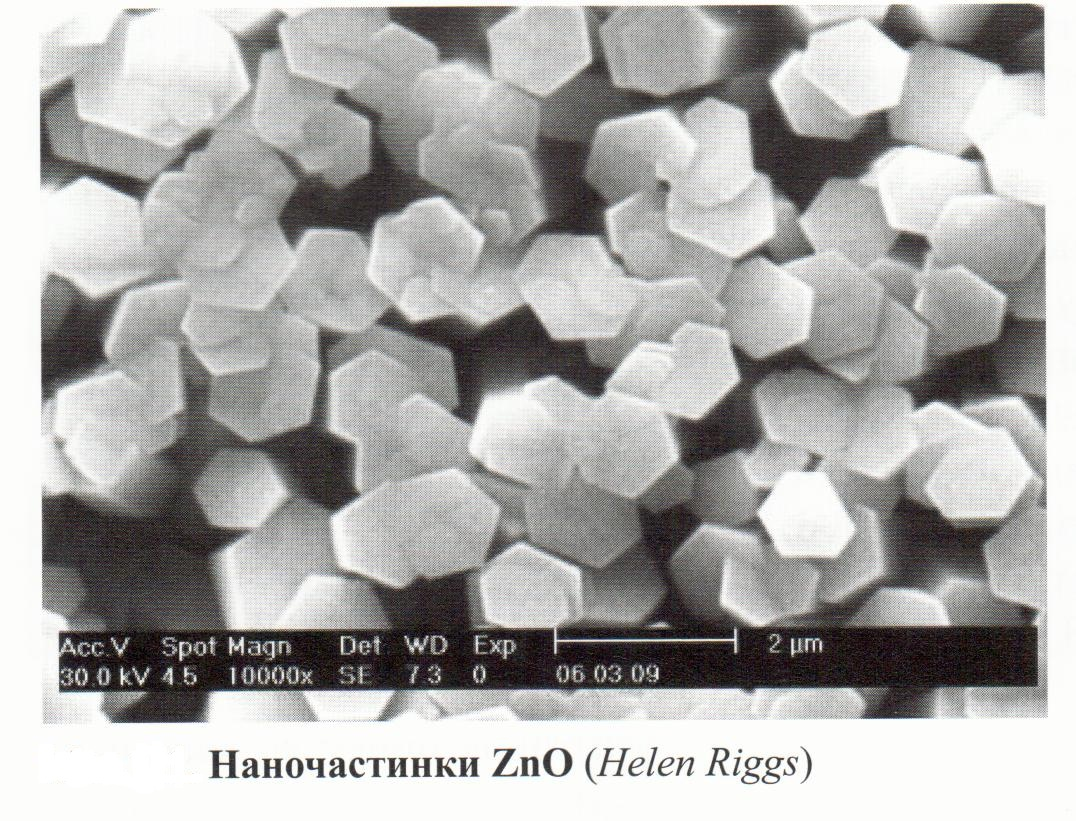 Acc.V Spot Magn Det WD Exp 2 µm
30.0 kV 4.5 10000x SE 7.3 0 06 03 09
Наночастинки ZnO (Helen Riggs)